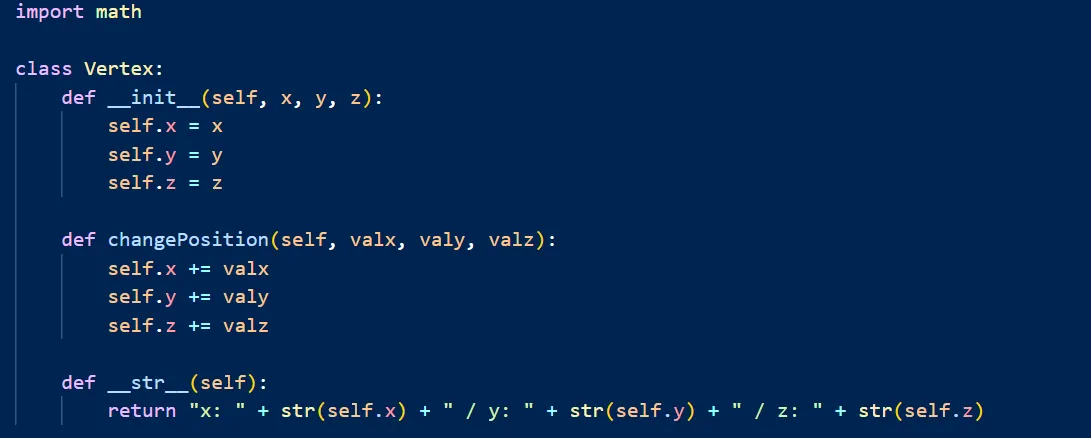 import math
class Vertex:
    def __init__(self, x, y, z):
        self.x = x
        self.y = y
        self.z = z
    def changePosition(self, valx, valy, valz):
        self.x += valx
        self.y += valy
        self.z += valz
    def __str__(self):
        return "x: " + str(self.x) + " / y: " + str(self.y) + " / z: " + str(self.z)